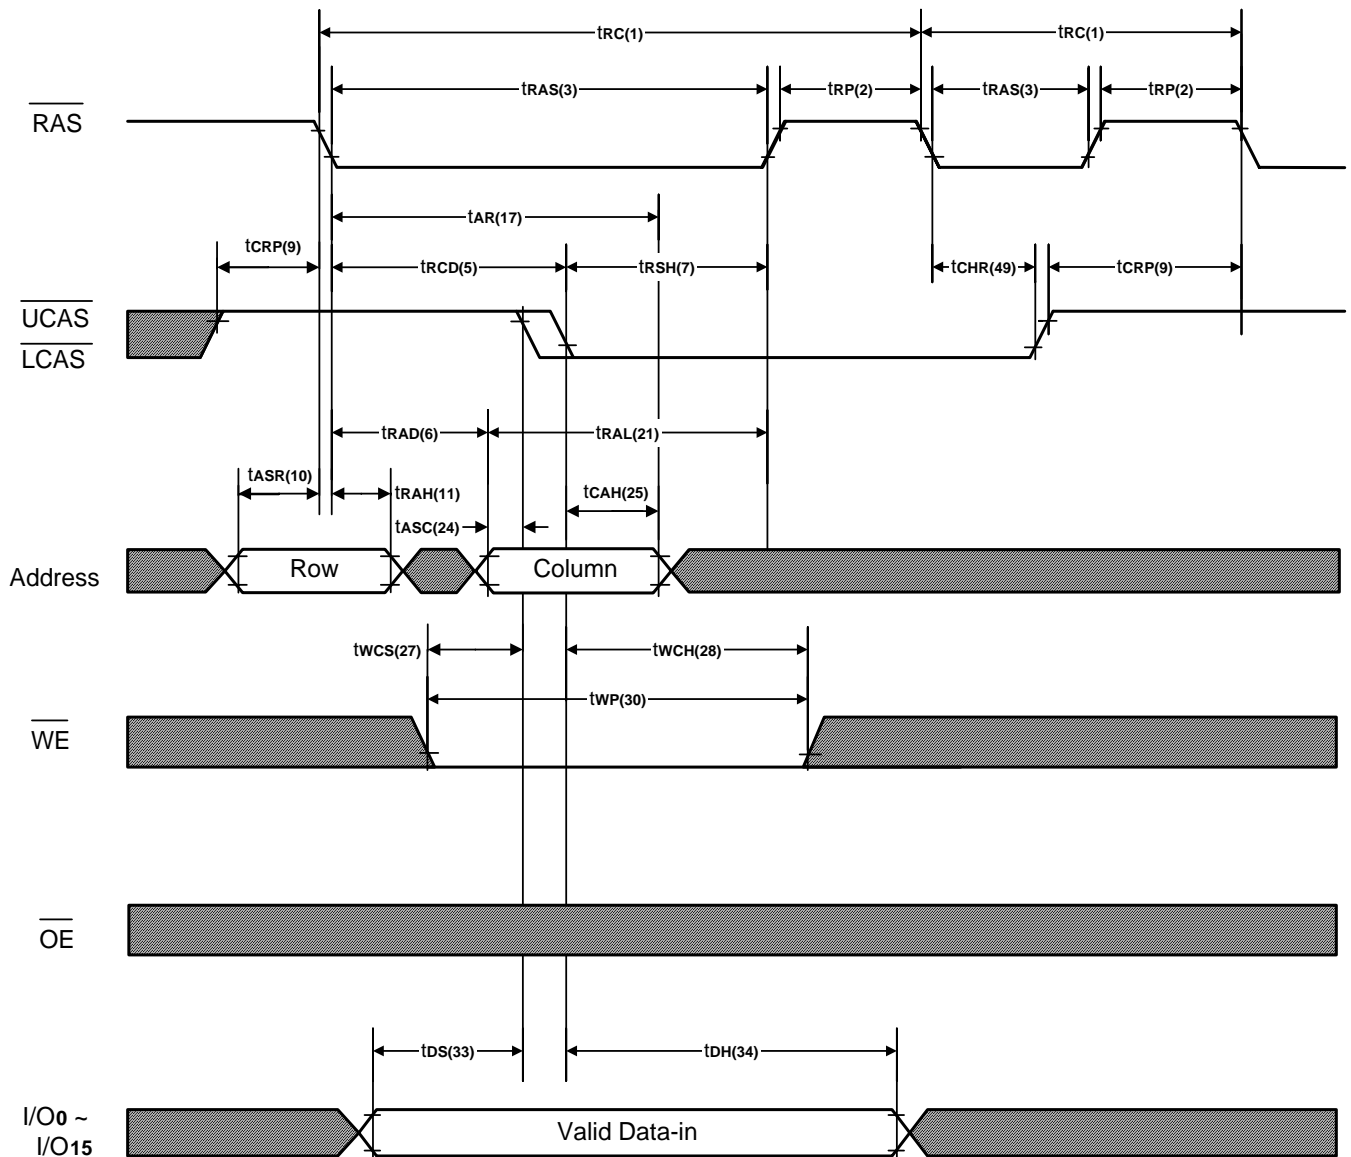 tRC(1) tRC(1)
tRAS(3) tRP(2) tRAS(3) tRP(2)
RAS
tAR(17)
tCRP(9) tRCD(5) tRSH(7) tCHR(49) tCRP(9)
UCAS
LCAS
tRAD(6) tRAL(21)
tASR(10) tRAH(11) tCAH(25)
tASC(24)
Address Row Column
tWCS(27) tWCH(28)
tWP(30)
WE
OE
tDS(33) tDH(34)
I/O0 ~
I/O15 Valid Data-in